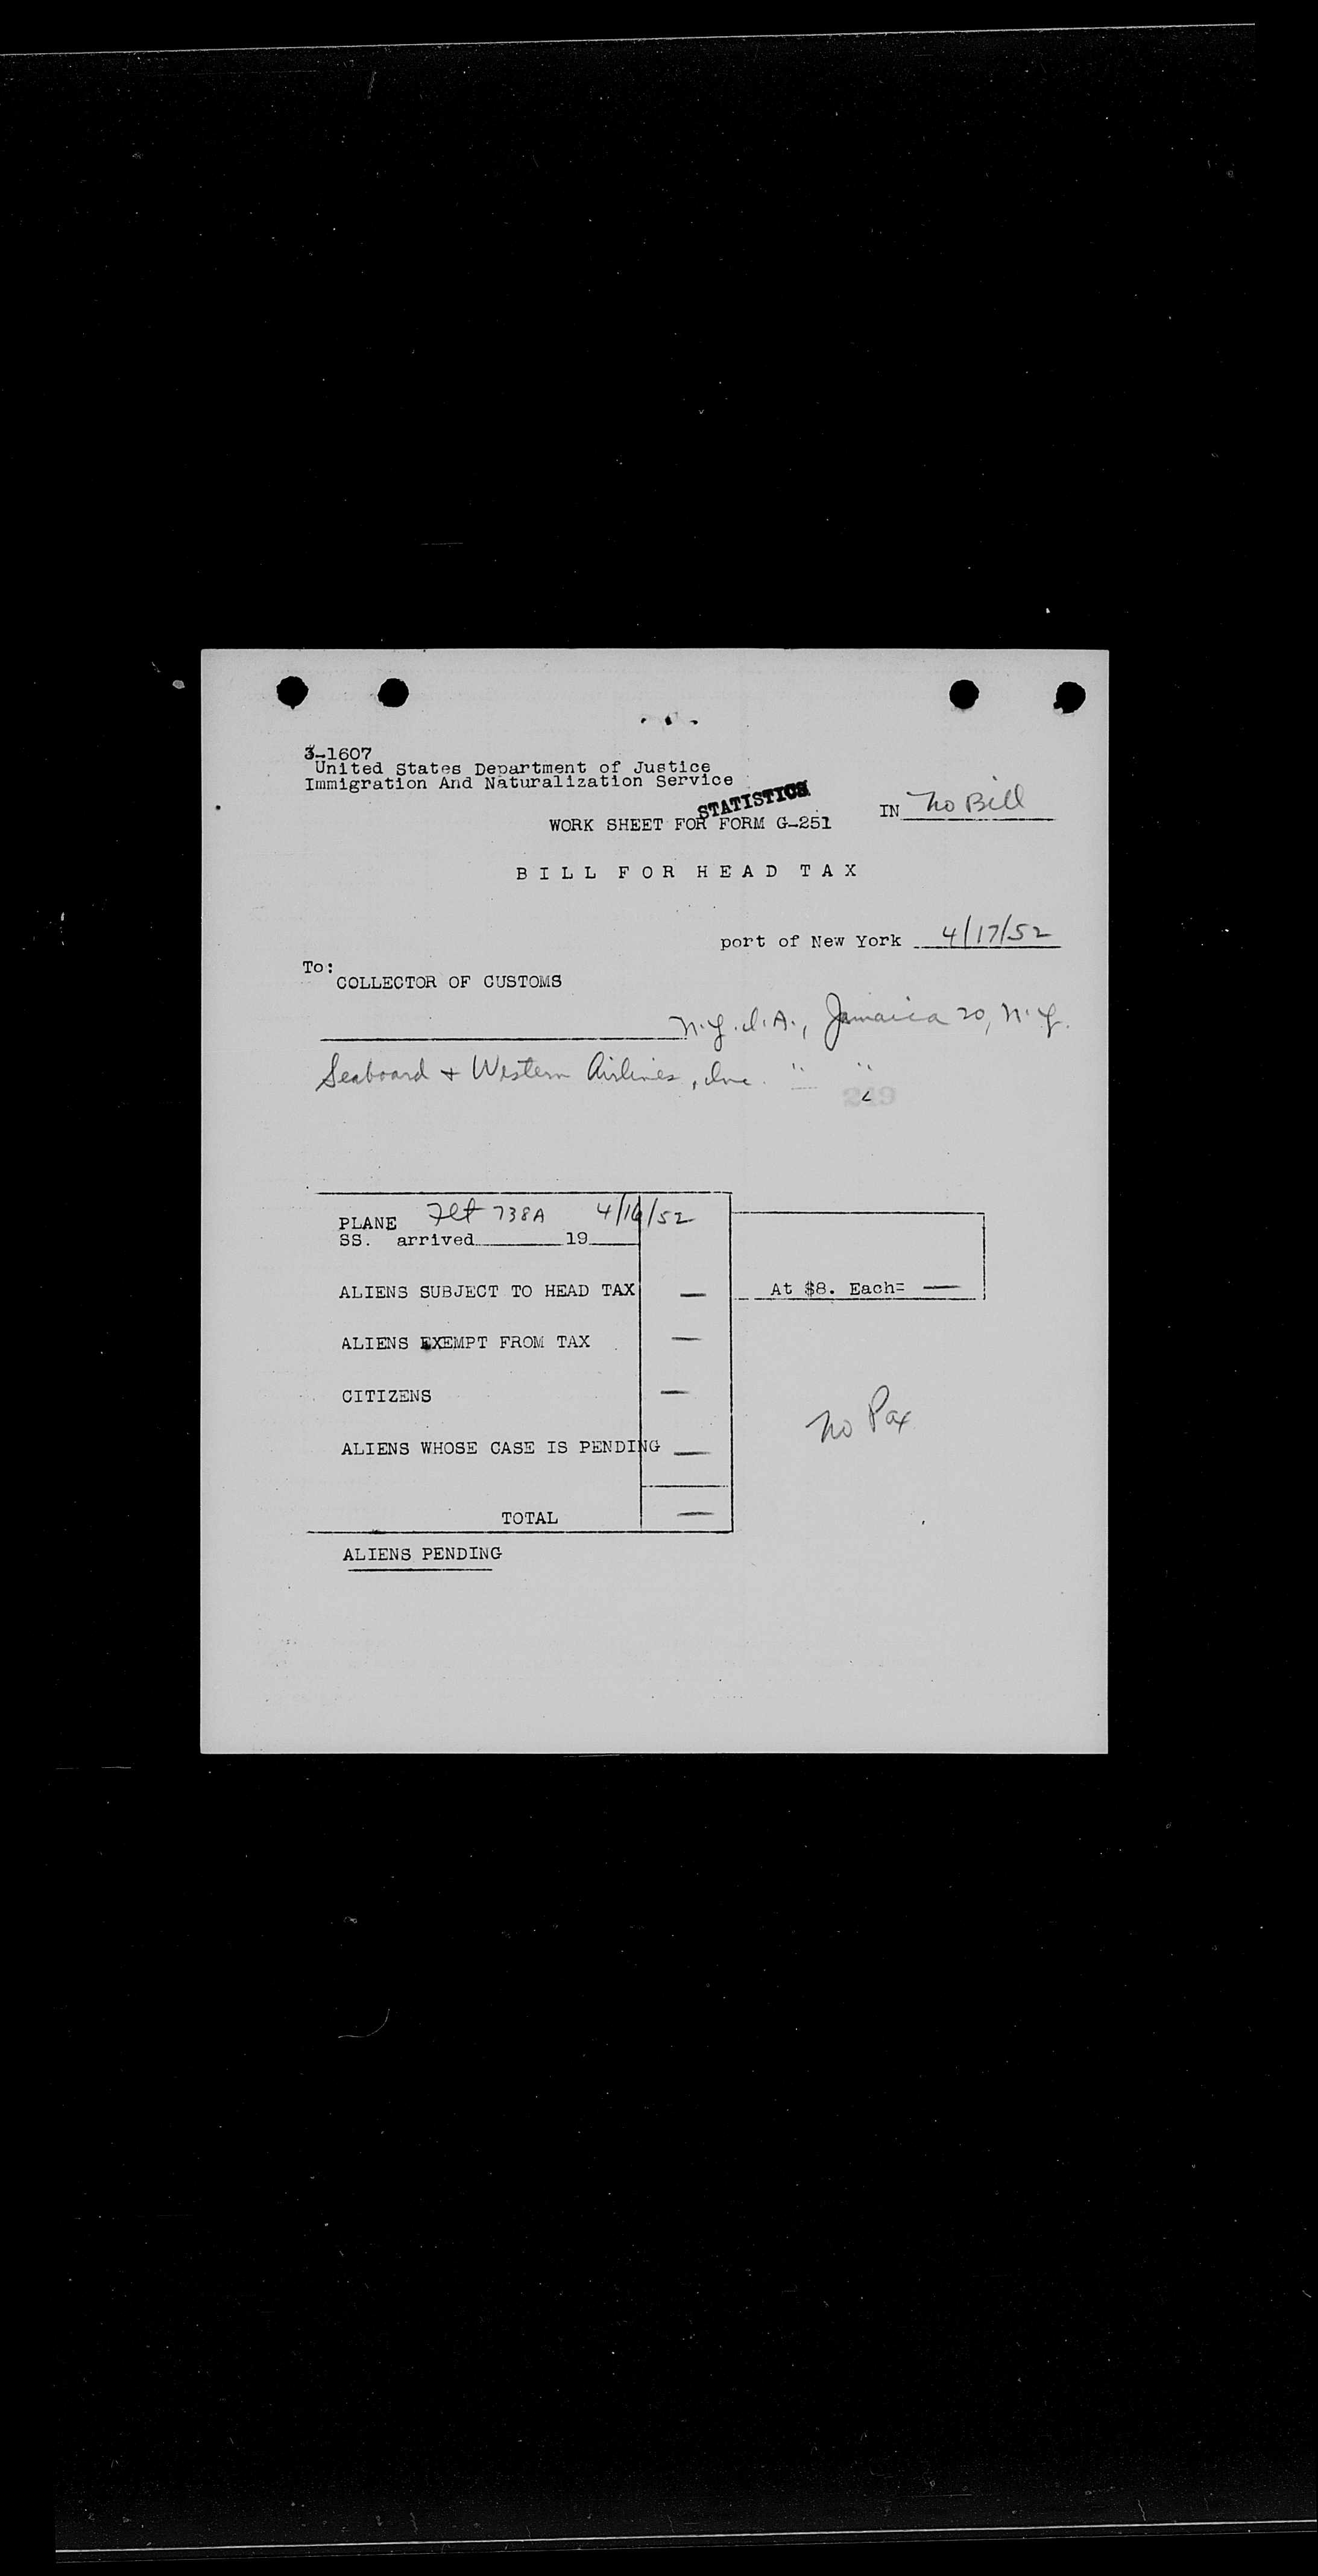 3-1607
United States Department of Justice
Immigration And Naturalization Service
STATISTICS
WORK SHEET FOR FORM G-251
IN No Bill
BILL FOR HEAD TAX
port of New York 4/17/52
To:
COLLECTOR OF CUSTOMS
N.Y.I.A., Jamaica 20, N.Y.
Seaboard + Western Airlines, Inc. " "
249
PLANE Flt 738A 4/16/52
SS. arrived 19
ALIENS SUBJECT TO HEAD TAX — At $8. Each= —
ALIENS EXEMPT FROM TAX —
CITIZENS —
No Pax
ALIENS WHOSE CASE IS PENDING —
TOTAL —
ALIENS PENDING